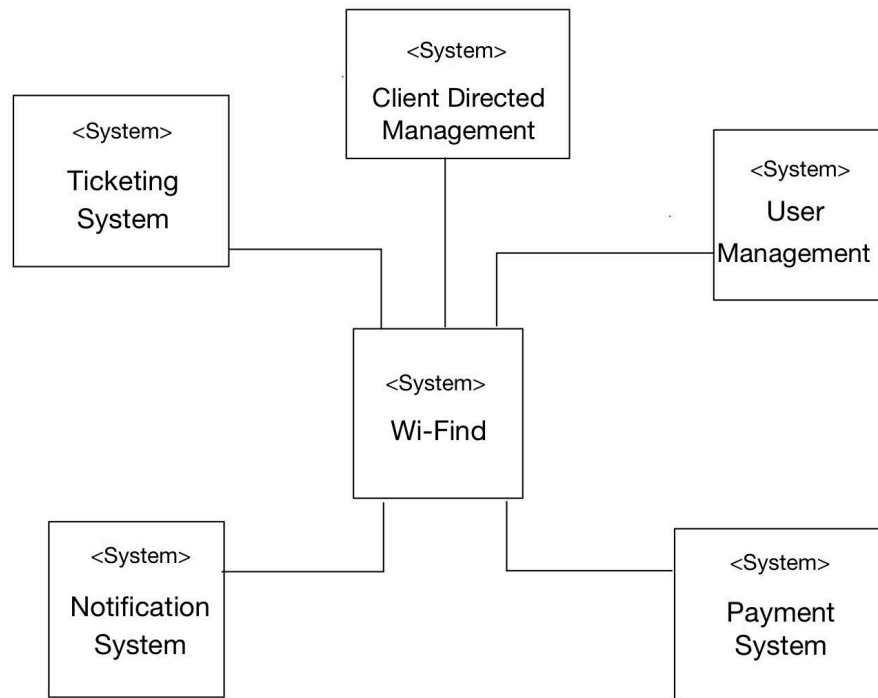 <System>
Client Directed
Management
<System>
Ticketing
System
<System>
User
Management
<System>
Wi-Find
<System>
Notification
System
<System>
Payment
System